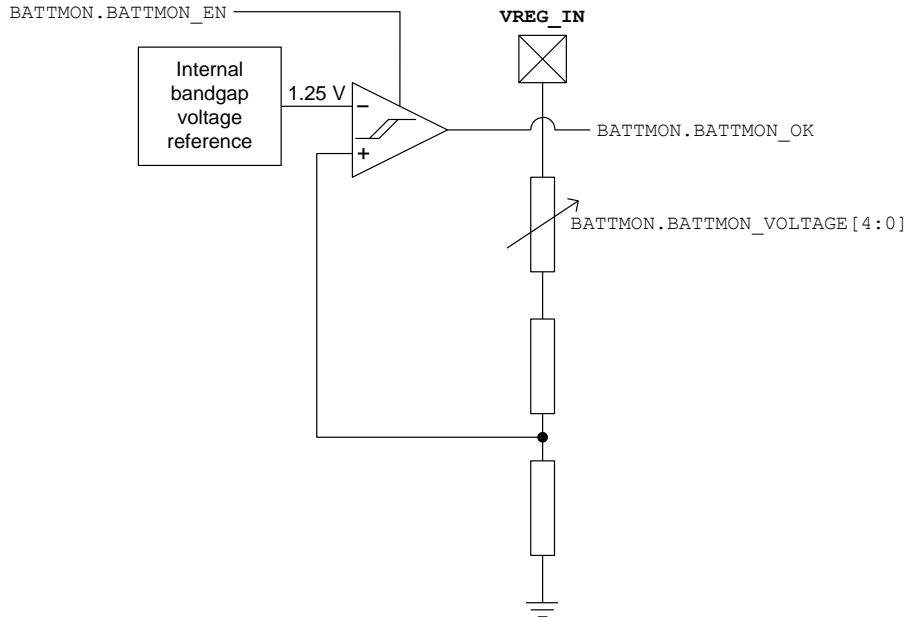 BATTMON.BATTMON_EN
VREG_IN
Internal
bandgap
voltage
reference
1.25 V
−
+
BATTMON.BATTMON_OK
BATTMON.BATTMON_VOLTAGE[4:0]